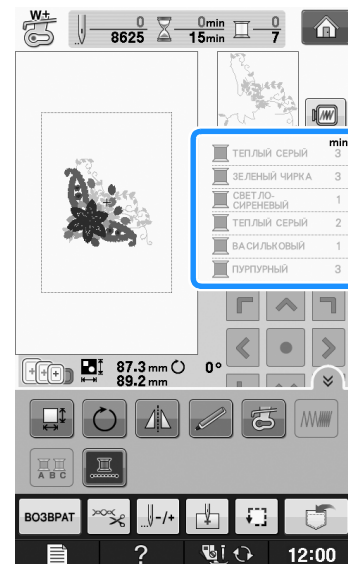 W+
0 0min 0
8625 15min 7
min
ТЕПЛЫЙ СЕРЫЙ 3
ЗЕЛЕНЫЙ ЧИРКА 3
СВЕТЛО-
СИРЕНЕВЫЙ 1
ТЕПЛЫЙ СЕРЫЙ 2
ВАСИЛЬКОВЫЙ 1
ПУРПУРНЫЙ 3
87.3 mm 0°
89.2 mm
A B C
ВОЗВРАТ -/+
? 12:00